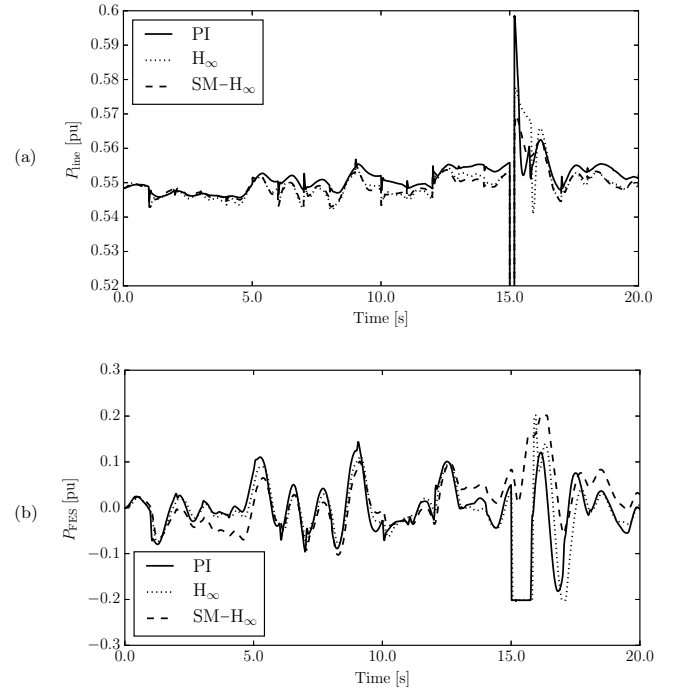 0.6
0.59
0.58
0.57
0.56
0.55
0.54
0.53
0.52
P_line [pu]
(a)
PI
H∞
SM–H∞
0.0 5.0 10.0 15.0 20.0
Time [s]
0.3
0.2
0.1
0.0
−0.1
−0.2
−0.3
P_FES [pu]
(b)
PI
H∞
SM–H∞
0.0 5.0 10.0 15.0 20.0
Time [s]